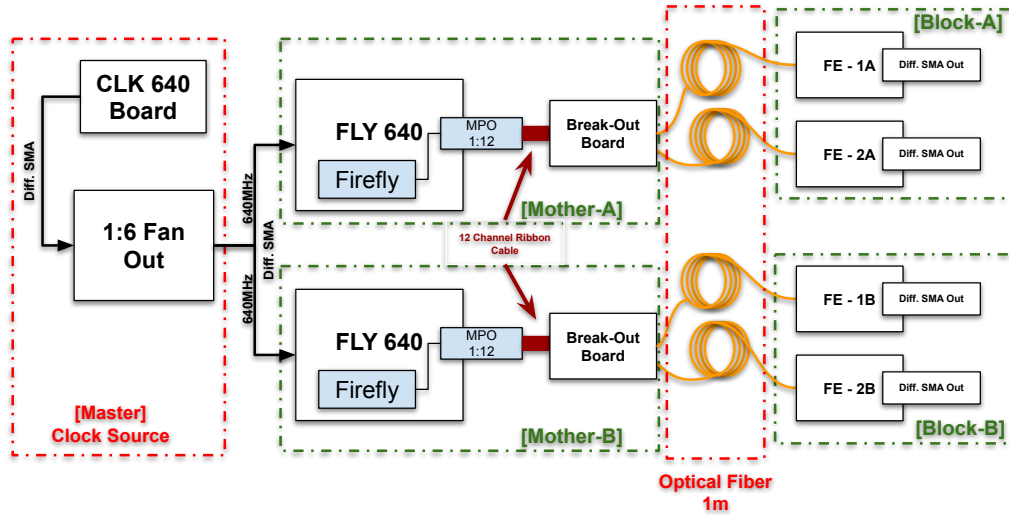 CLK 640
Board
Diff. SMA
1:6 Fan
Out
[Master]
Clock Source
640MHz
Diff. SMA
640MHz
FLY 640
Firefly
MPO
1:12
Break-Out
Board
[Mother-A]
12 Channel Ribbon
Cable
FLY 640
Firefly
MPO
1:12
Break-Out
Board
[Mother-B]
Optical Fiber
1m
[Block-A]
FE - 1A
Diff. SMA Out
FE - 2A
Diff. SMA Out
FE - 1B
Diff. SMA Out
FE - 2B
Diff. SMA Out
[Block-B]